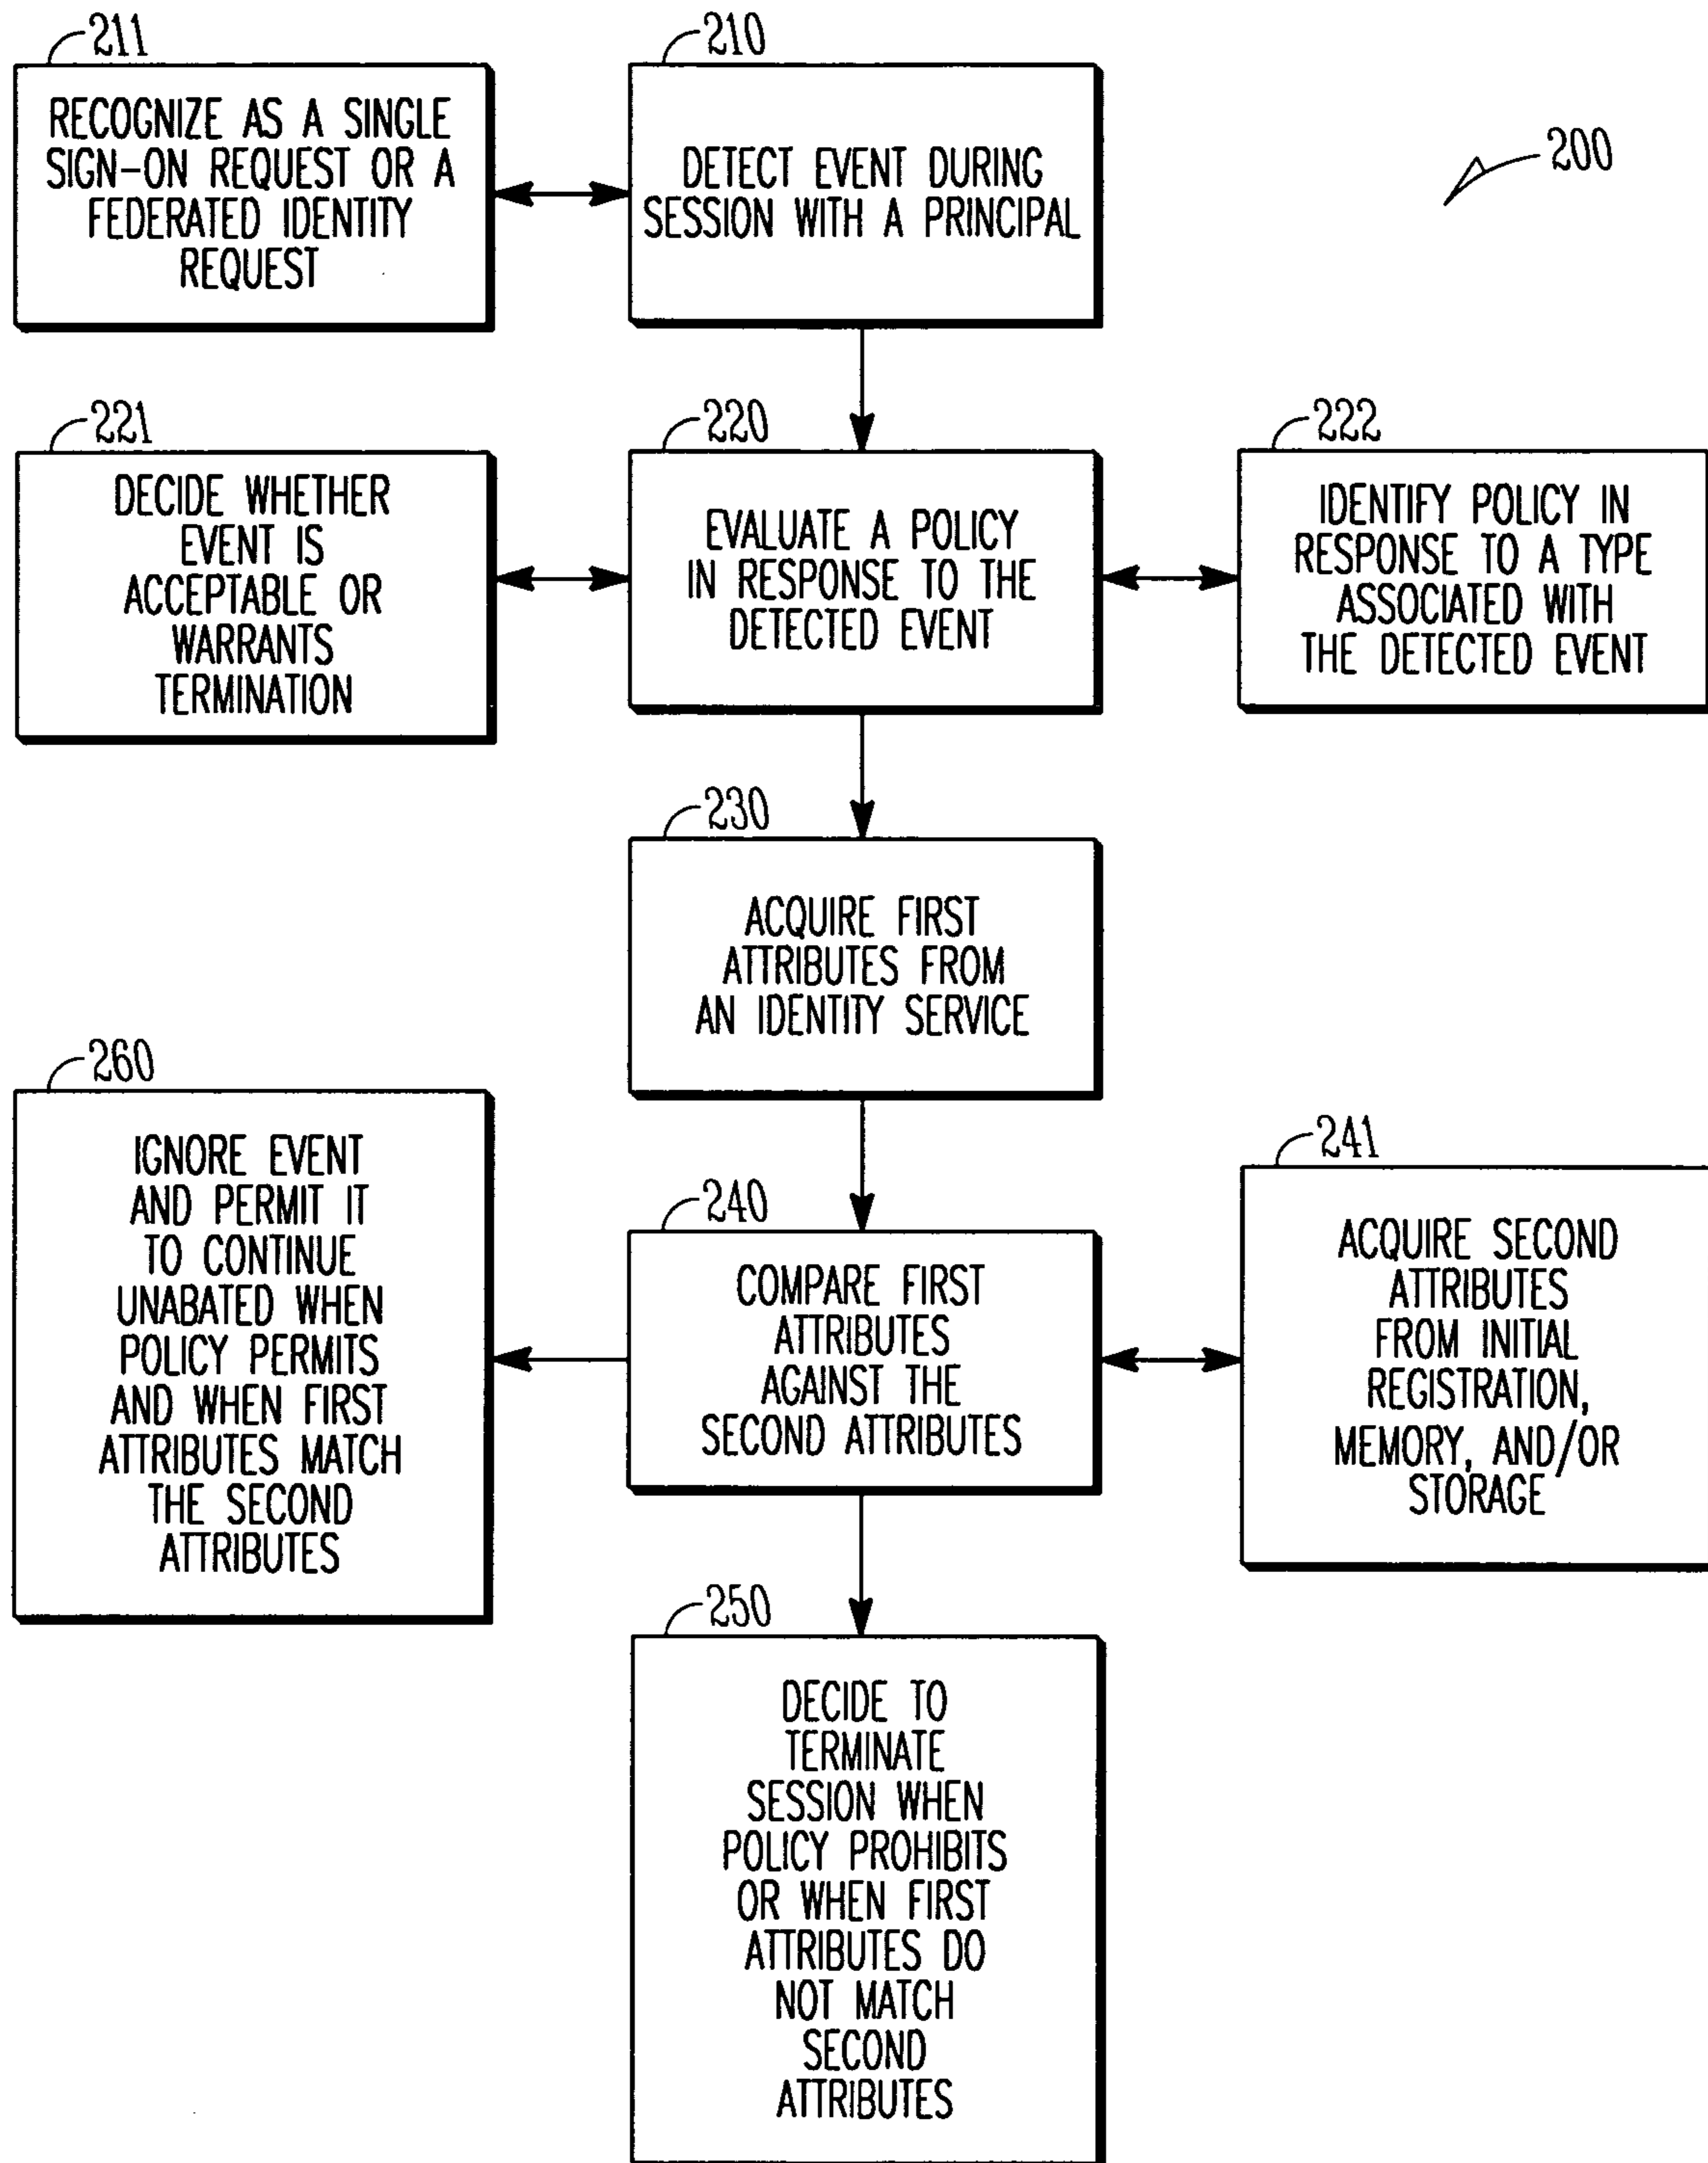 211
RECOGNIZE AS A SINGLE
SIGN-ON REQUEST OR A
FEDERATED IDENTITY
REQUEST
210
DETECT EVENT DURING
SESSION WITH A PRINCIPAL
200
221
DECIDE WHETHER
EVENT IS
ACCEPTABLE OR
WARRANTS
TERMINATION
220
EVALUATE A POLICY
IN RESPONSE TO THE
DETECTED EVENT
222
IDENTIFY POLICY IN
RESPONSE TO A TYPE
ASSOCIATED WITH
THE DETECTED EVENT
230
ACQUIRE FIRST
ATTRIBUTES FROM
AN IDENTITY SERVICE
260
IGNORE EVENT
AND PERMIT IT
TO CONTINUE
UNABATED WHEN
POLICY PERMITS
AND WHEN FIRST
ATTRIBUTES MATCH
THE SECOND
ATTRIBUTES
240
COMPARE FIRST
ATTRIBUTES
AGAINST THE
SECOND ATTRIBUTES
241
ACQUIRE SECOND
ATTRIBUTES
FROM INITIAL
REGISTRATION,
MEMORY, AND/OR
STORAGE
250
DECIDE TO
TERMINATE
SESSION WHEN
POLICY PROHIBITS
OR WHEN FIRST
ATTRIBUTES DO
NOT MATCH
SECOND
ATTRIBUTES